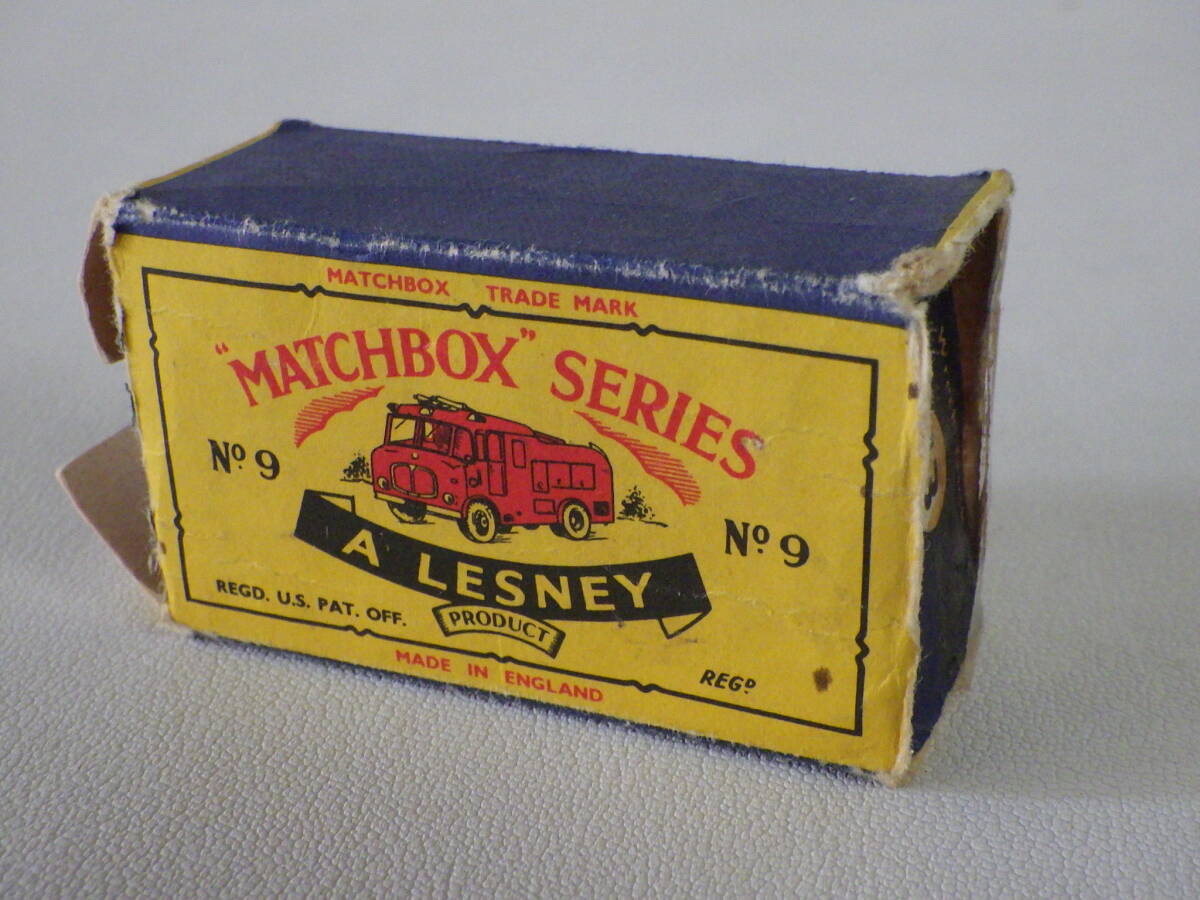 MATCHBOX TRADE MARK
"MATCHBOX" SERIES
Nº 9
Nº 9
A LESNEY
PRODUCT
REGD. U.S. PAT. OFF.
REGD.
MADE IN ENGLAND